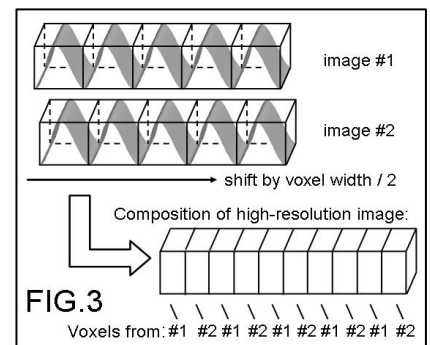 image #1
image #2
shift by voxel width / 2
Composition of high-resolution image:
FIG.3
Voxels from: #1 #2 #1 #2 #1 #2 #1 #2 #1 #2